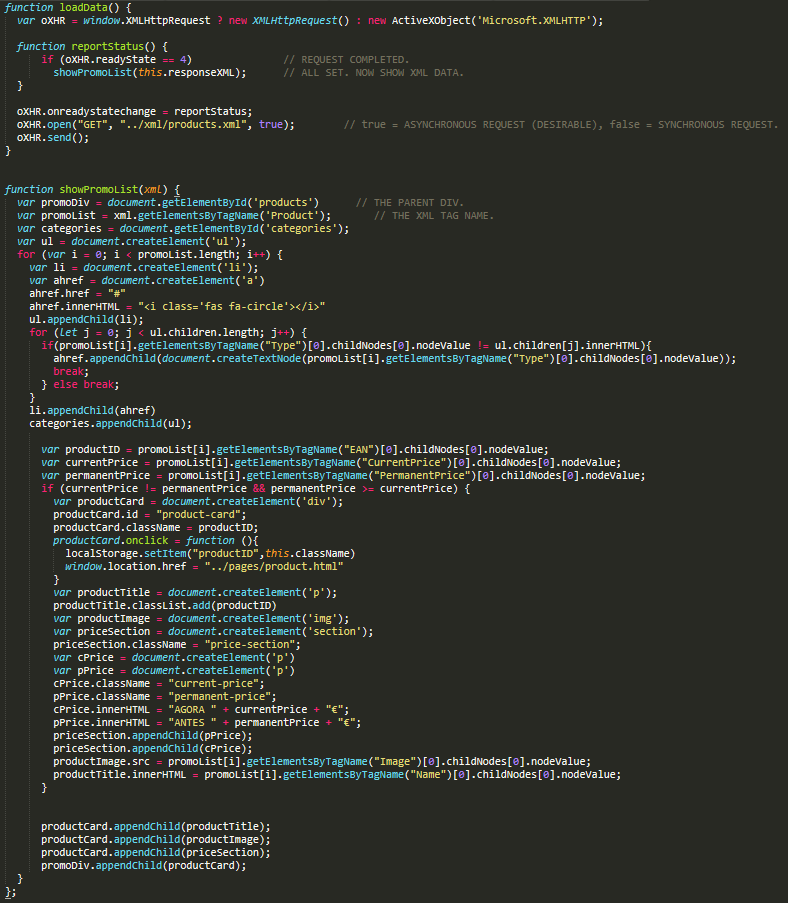 function loadData() {
var oXHR = window.XMLHttpRequest ? new XMLHttpRequest() : new ActiveXObject('Microsoft.XMLHTTP');
function reportStatus() {
if (oXHR.readyState == 4) // REQUEST COMPLETED.
showPromoList(this.responseXML); // ALL SET. NOW SHOW XML DATA.
}
oXHR.onreadystatechange = reportStatus;
oXHR.open("GET", "../xml/products.xml", true); // true = ASYNCHRONOUS REQUEST (DESIRABLE), false = SYNCHRONOUS REQUEST.
oXHR.send();
}
function showPromoList(xml) {
var promoDiv = document.getElementById('products') // THE PARENT DIV.
var promoList = xml.getElementsByTagName('Product'); // THE XML TAG NAME.
var categories = document.getElementById('categories');
var ul = document.createElement('ul');
for (var i = 0; i < promoList.length; i++) {
var li = document.createElement('li');
var ahref = document.createElement('a')
ahref.href = "#"
ahref.innerHTML = "<i class='fas fa-circle'></i>"
ul.appendChild(li);
for (let j = 0; j < ul.children.length; j++) {
if(promoList[i].getElementsByTagName("Type")[0].childNodes[0].nodeValue != ul.children[j].innerHTML){
ahref.appendChild(document.createTextNode(promoList[i].getElementsByTagName("Type")[0].childNodes[0].nodeValue));
break;
} else break;
}
li.appendChild(ahref)
categories.appendChild(ul);
var productID = promoList[i].getElementsByTagName("EAN")[0].childNodes[0].nodeValue;
var currentPrice = promoList[i].getElementsByTagName("CurrentPrice")[0].childNodes[0].nodeValue;
var permanentPrice = promoList[i].getElementsByTagName("PermanentPrice")[0].childNodes[0].nodeValue;
if (currentPrice != permanentPrice && permanentPrice >= currentPrice) {
var productCard = document.createElement('div');
productCard.id = "product-card";
productCard.className = productID;
productCard.onclick = function (){
localStorage.setItem("productID",this.className)
window.location.href = "../pages/product.html"
}
var productTitle = document.createElement('p');
productTitle.classList.add(productID)
var productImage = document.createElement('img');
var priceSection = document.createElement('section');
priceSection.className = "price-section";
var cPrice = document.createElement('p')
var pPrice = document.createElement('p')
cPrice.className = "current-price";
pPrice.className = "permanent-price";
cPrice.innerHTML = "AGORA " + currentPrice + "€";
pPrice.innerHTML = "ANTES " + permanentPrice + "€";
priceSection.appendChild(pPrice);
priceSection.appendChild(cPrice);
productImage.src = promoList[i].getElementsByTagName("Image")[0].childNodes[0].nodeValue;
productTitle.innerHTML = promoList[i].getElementsByTagName("Name")[0].childNodes[0].nodeValue;
}
productCard.appendChild(productTitle);
productCard.appendChild(productImage);
productCard.appendChild(priceSection);
promoDiv.appendChild(productCard);
}
};